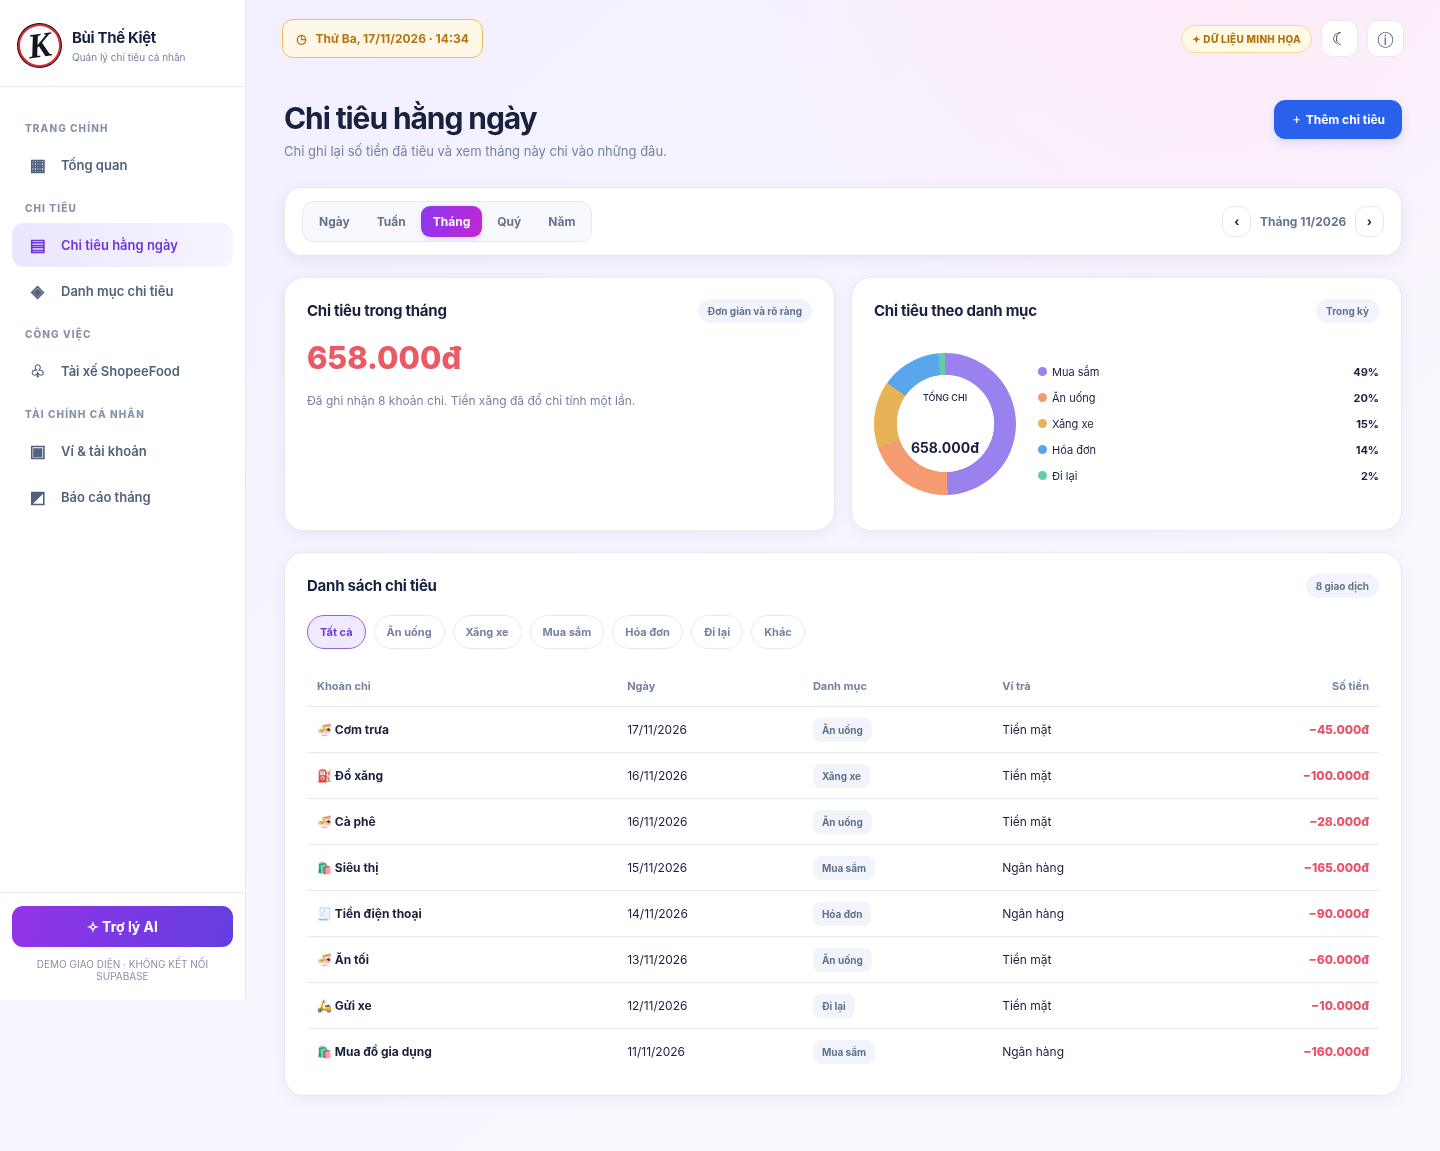 K
Bùi Thế Kiệt
Quản lý chi tiêu cá nhân
TRANG CHÍNH
Tổng quan
CHI TIÊU
Chi tiêu hằng ngày
Danh mục chi tiêu
CÔNG VIỆC
Tài xế ShopeeFood
TÀI CHÍNH CÁ NHÂN
Ví & tài khoản
Báo cáo tháng
Trợ lý AI
DEMO GIAO DIỆN · KHÔNG KẾT NỐI
SUPABASE
Thứ Ba, 17/11/2026 · 14:34
DỮ LIỆU MINH HỌA
Chi tiêu hằng ngày
Chỉ ghi lại số tiền đã tiêu và xem tháng này chi vào những đâu.
+ Thêm chi tiêu
Ngày Tuần Tháng Quý Năm
‹ Tháng 11/2026 ›
Chi tiêu trong tháng
Đơn giản và rõ ràng
658.000đ
Đã ghi nhận 8 khoản chi. Tiền xăng đã đổ chỉ tính một lần.
Chi tiêu theo danh mục
Trong kỳ
TỔNG CHI
658.000đ
Mua sắm 49%
Ăn uống 20%
Xăng xe 15%
Hóa đơn 14%
Đi lại 2%
Danh sách chi tiêu
8 giao dịch
Tất cả Ăn uống Xăng xe Mua sắm Hóa đơn Đi lại Khác
Khoản chi Ngày Danh mục Ví trả Số tiền
Cơm trưa 17/11/2026 Ăn uống Tiền mặt −45.000đ
Đổ xăng 16/11/2026 Xăng xe Tiền mặt −100.000đ
Cà phê 16/11/2026 Ăn uống Tiền mặt −28.000đ
Siêu thị 15/11/2026 Mua sắm Ngân hàng −165.000đ
Tiền điện thoại 14/11/2026 Hóa đơn Ngân hàng −90.000đ
Ăn tối 13/11/2026 Ăn uống Tiền mặt −60.000đ
Gửi xe 12/11/2026 Đi lại Tiền mặt −10.000đ
Mua đồ gia dụng 11/11/2026 Mua sắm Ngân hàng −160.000đ